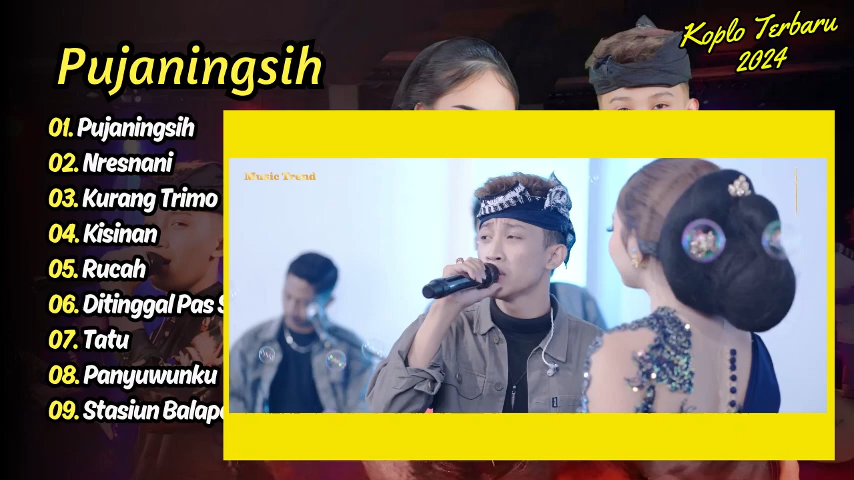 Koplo Terbaru
2024
Pujaningsih
01. Pujaningsih
02. Nresnani
03. Kurang Trimo
04. Kisinan
05. Rucah
06. Ditinggal Pas S
07. Tatu
08. Panyuwunku
09. Stasiun Balap
Music Trend